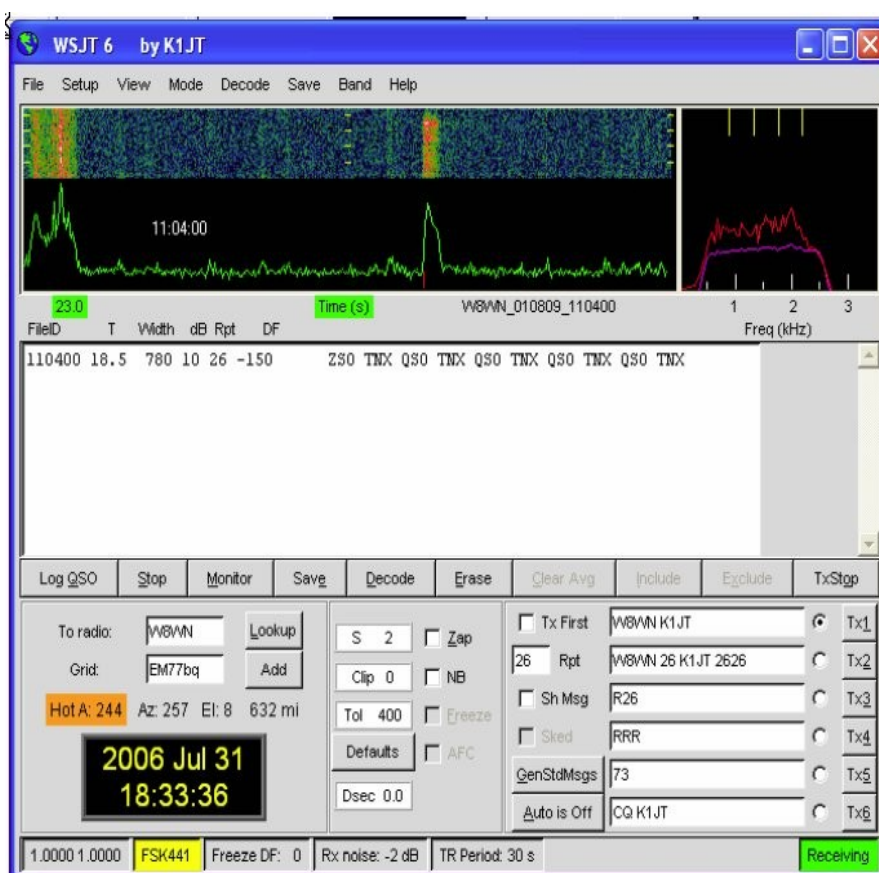 WSJT 6 by K1JT
File Setup View Mode Decode Save Band Help
11:04:00
23.0 Time (s) W8WN_010809_110400 1 2 3
FileID T Width dB Rpt DF Freq (kHz)
110400 18.5 780 10 26 -150 ZSO TNX QSO TNX QSO TNX QSO TNX QSO TNX
Log QSO Stop Monitor Save Decode Erase Clear Avg Include Exclude TxStop
To radio: W8WN Lookup
Grid: EM77bq Add
Hot A: 244 Az: 257 El: 8 632 mi
2006 Jul 31
18:33:36
S 2 Zap
Clip 0 NB
Tol 400 Freeze
Defaults AFC
Dsec 0.0
Tx First W8WN K1JT Tx1
26 Rpt W8WN 26 K1JT 2626 Tx2
Sh Msg R26 Tx3
Sked RRR Tx4
GenStdMsgs 73 Tx5
Auto is Off CQ K1JT Tx6
1.0000 1.0000 FSK441 Freeze DF: 0 Rx noise: -2 dB TR Period: 30 s Receiving